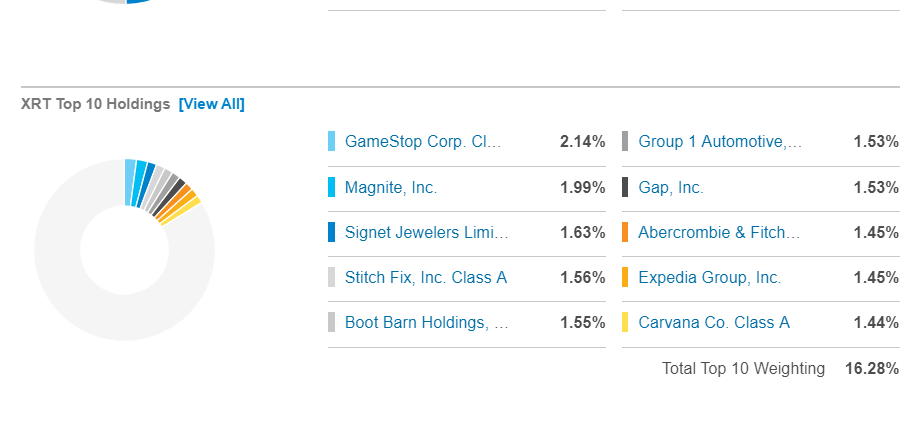 XRT Top 10 Holdings [View All]
GameStop Corp. Cl... 2.14%
Magnite, Inc. 1.99%
Signet Jewelers Limi... 1.63%
Stitch Fix, Inc. Class A 1.56%
Boot Barn Holdings, ... 1.55%
Group 1 Automotive,... 1.53%
Gap, Inc. 1.53%
Abercrombie & Fitch... 1.45%
Expedia Group, Inc. 1.45%
Carvana Co. Class A 1.44%
Total Top 10 Weighting 16.28%